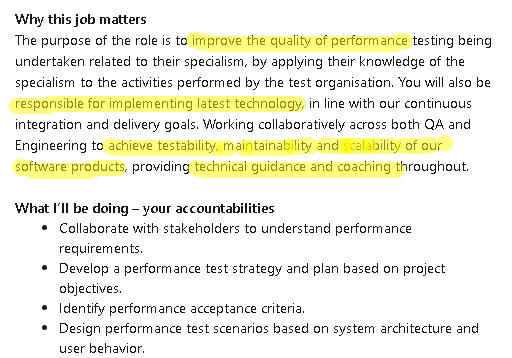 Why this job matters
The purpose of the role is to improve the quality of performance testing being
undertaken related to their specialism, by applying their knowledge of the
specialism to the activities performed by the test organisation. You will also be
responsible for implementing latest technology, in line with our continuous
integration and delivery goals. Working collaboratively across both QA and
Engineering to achieve testability, maintainability and scalability of our
software products, providing technical guidance and coaching throughout.
What I'll be doing – your accountabilities
• Collaborate with stakeholders to understand performance
requirements.
• Develop a performance test strategy and plan based on project
objectives.
• Identify performance acceptance criteria.
• Design performance test scenarios based on system architecture and
user behavior.